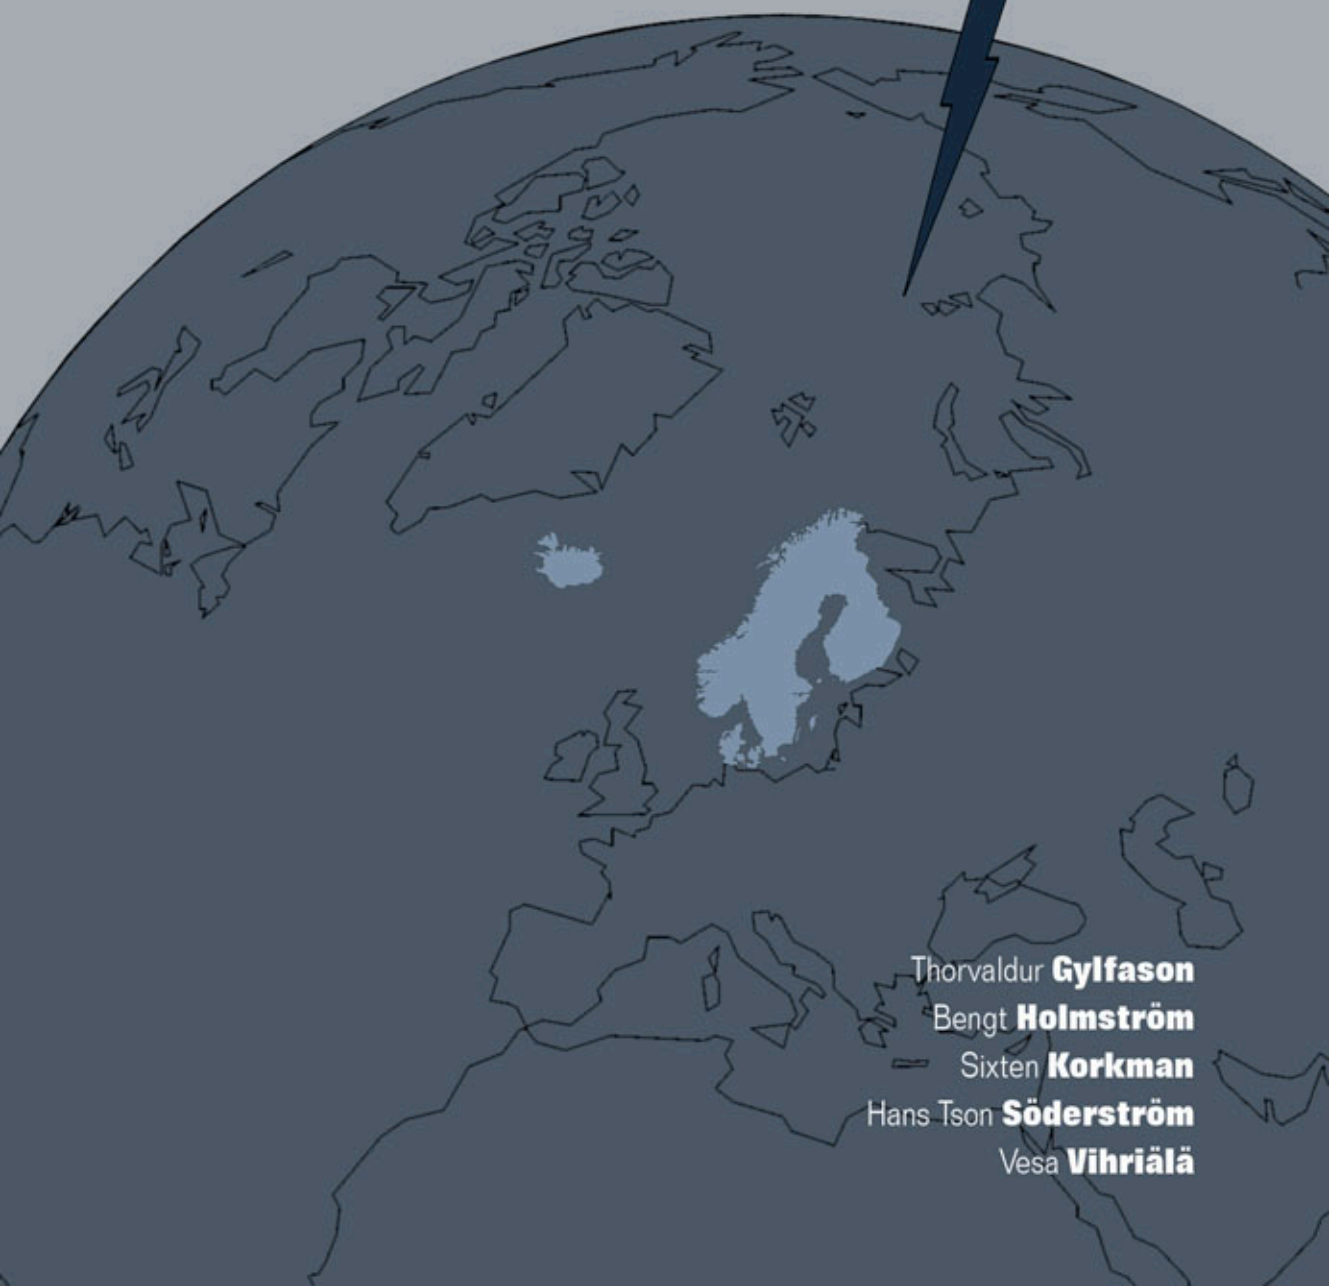 Thorvaldur Gylfason
Bengt Holmström
Sixten Korkman
Hans Tson Söderström
Vesa Vihriälä